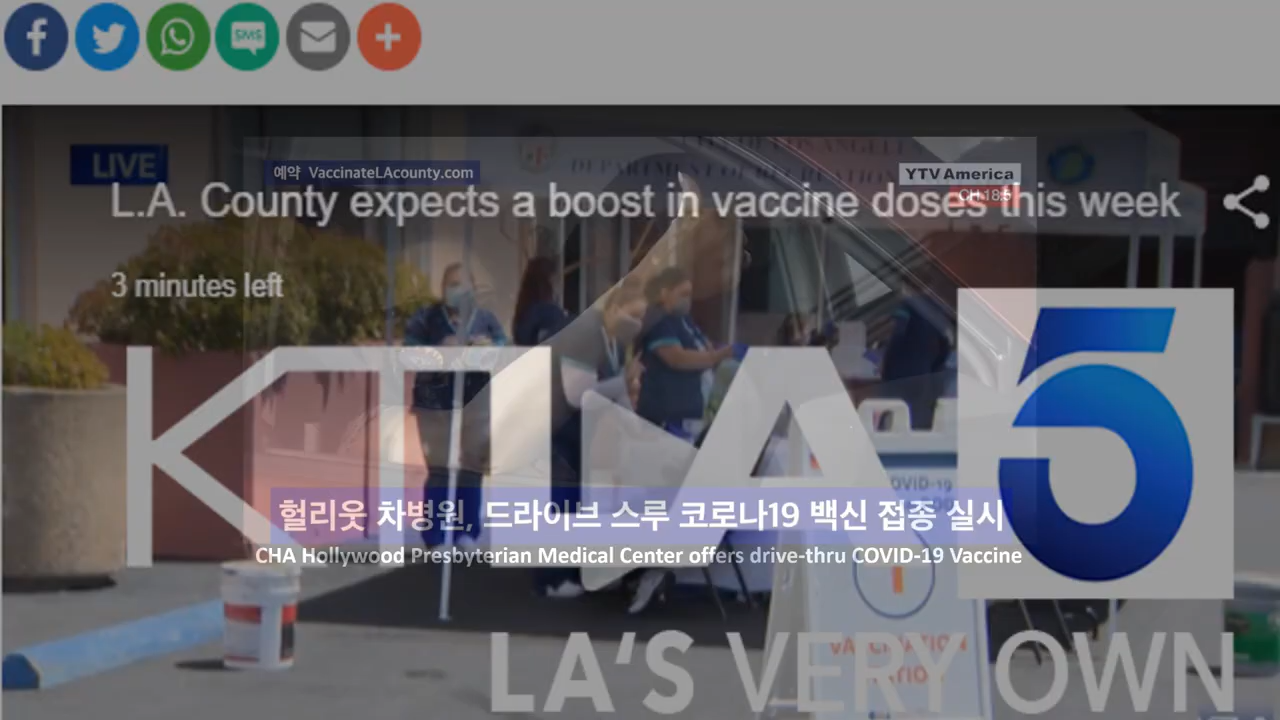 SMS
LIVE
예약 VaccinateLAcounty.com
YTV America
CH 18.5
L.A. County expects a boost in vaccine doses this week
3 minutes left
KTLA 5
헐리웃 차병원, 드라이브 스루 코로나19 백신 접종 실시
CHA Hollywood Presbyterian Medical Center offers drive-thru COVID-19 Vaccine
LA'S VERY OWN
COVID-19
VACCINATION